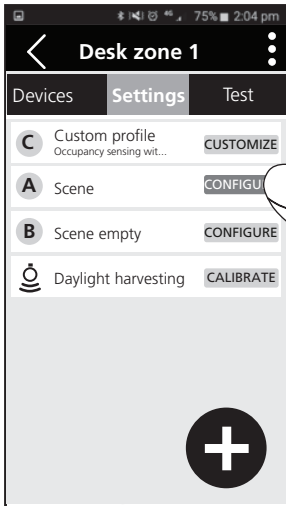 4G 75% 2:04 pm
Desk zone 1
Devices Settings Test
C Custom profile CUSTOMIZE
Occupancy sensing wit...
A Scene
B Scene empty CONFIGURE
Daylight harvesting CALIBRATE